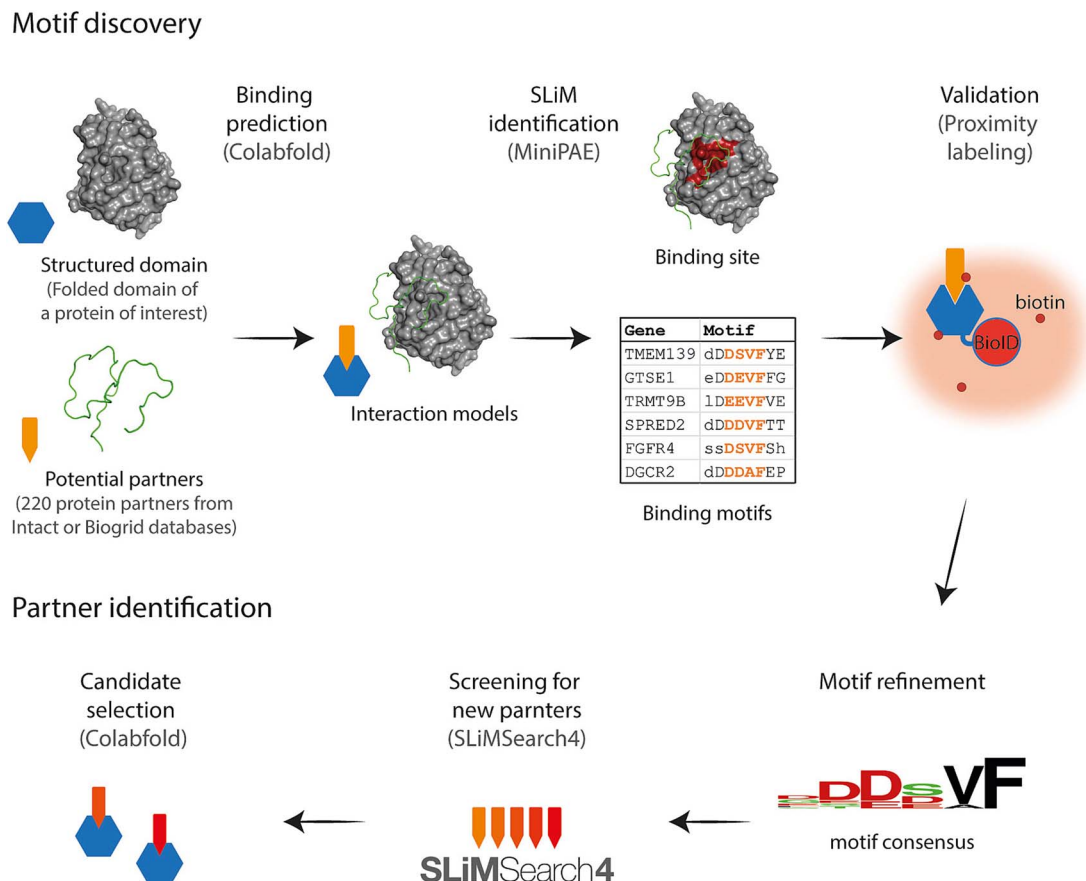 Motif discovery
Binding
prediction
(Colabfold)
SLiM
identification
(MiniPAE)
Validation
(Proximity
labeling)
Structured domain
(Folded domain of
a protein of interest)
Potential partners
(220 protein partners from
Intact or Biogrid databases)
Interaction models
Binding site
Gene Motif
TMEM139 dDDSVFYE
GTSE1 eDDEVFFG
TRMT9B lDEEVFVE
SPRED2 dDDDVFTT
FGFR4 ssDSVFSh
DGCR2 dDDDAFEP
Binding motifs
biotin
BioID
Partner identification
Candidate
selection
(Colabfold)
Screening for
new parnters
(SLiMSearch4)
SLiMSearch4
Motif refinement
DDSVF
motif consensus